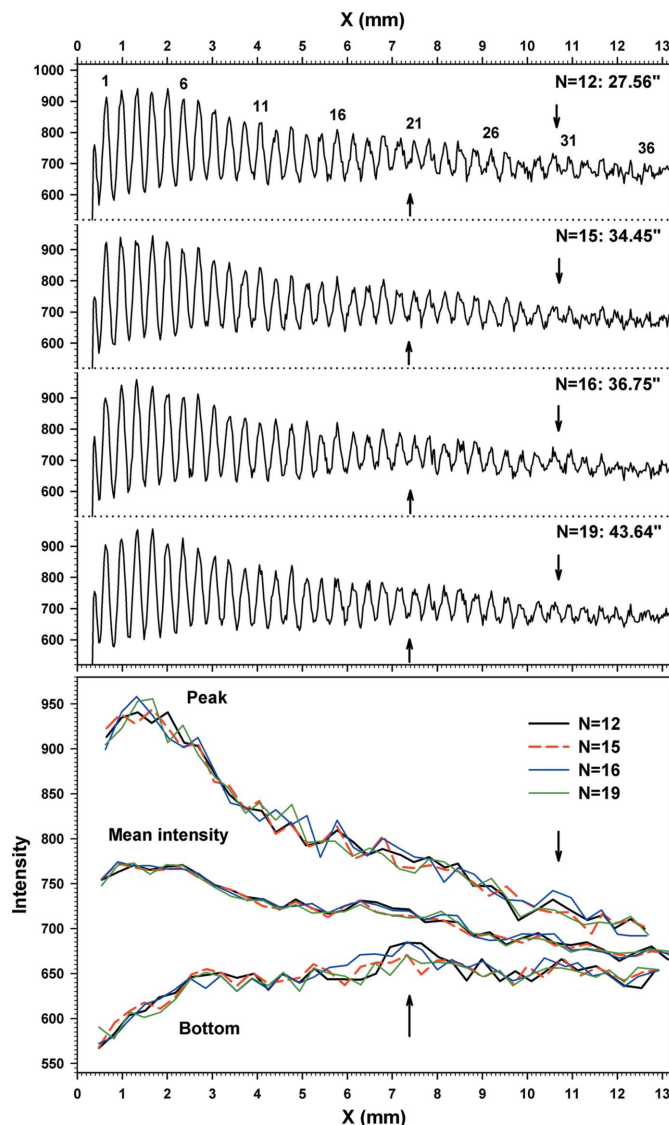 X (mm)
0 1 2 3 4 5 6 7 8 9 10 11 12 13
1000
900
800
700
600
1 6 11 16 21 26 31 36
N=12: 27.56"
900
800
700
600
N=15: 34.45"
900
800
700
600
N=16: 36.75"
900
800
700
600
N=19: 43.64"
Intensity
950
900
850
800
750
700
650
600
550
Peak
Mean intensity
Bottom
N=12
N=15
N=16
N=19
0 1 2 3 4 5 6 7 8 9 10 11 12 13
X (mm)